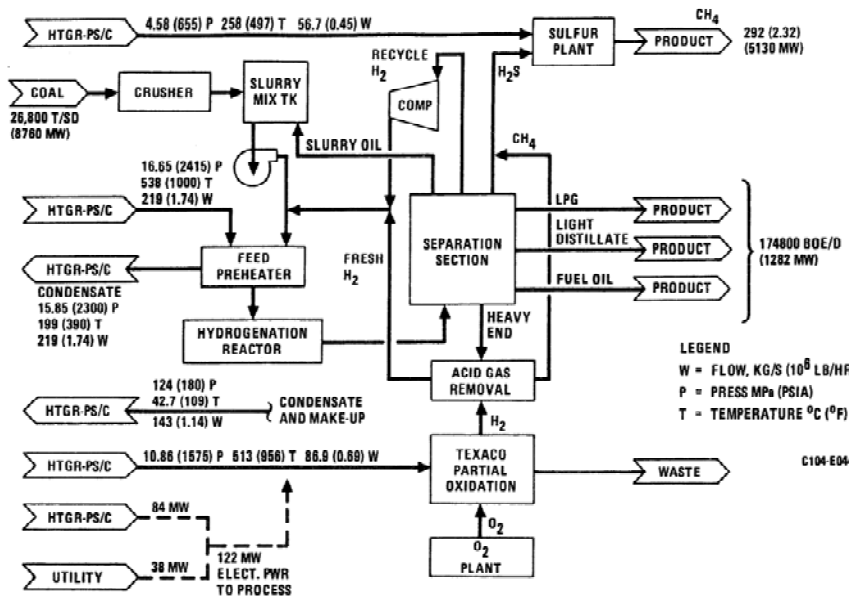 HTGR-PS/C
4.58 (655) P 258 (497) T 56.7 (0.45) W
SULFUR
PLANT
CH4
PRODUCT
292 (2.32)
(5130 MW)
COAL
26,800 T/SD
(8760 MW)
CRUSHER
SLURRY
MIX TK
RECYCLE
H2
COMP
H2S
CH4
SLURRY OIL
16.65 (2415) P
538 (1000) T
219 (1.74) W
HTGR-PS/C
HTGR-PS/C
CONDENSATE
15.85 (2300) P
199 (390) T
219 (1.74) W
FEED
PREHEATER
FRESH
H2
HYDROGENATION
REACTOR
SEPARATION
SECTION
LPG
PRODUCT
LIGHT
DISTILLATE
PRODUCT
FUEL OIL
PRODUCT
174800 BOE/D
(1282 MW)
HEAVY
END
ACID GAS
REMOVAL
LEGEND
W = FLOW, KG/S (10^6 LB/HR
P = PRESS MPa (PSIA)
T = TEMPERATURE °C (°F)
124 (180) P
42.7 (109) T
143 (1.14) W
HTGR-PS/C
CONDENSATE
AND MAKE-UP
H2
HTGR-PS/C
10.86 (1575) P 513 (956) T 86.9 (0.69) W
TEXACO
PARTIAL
OXIDATION
WASTE
C104-E04
HTGR-PS/C
84 MW
UTILITY
38 MW
122 MW
ELECT. PWR
TO PROCESS
O2
O2
PLANT